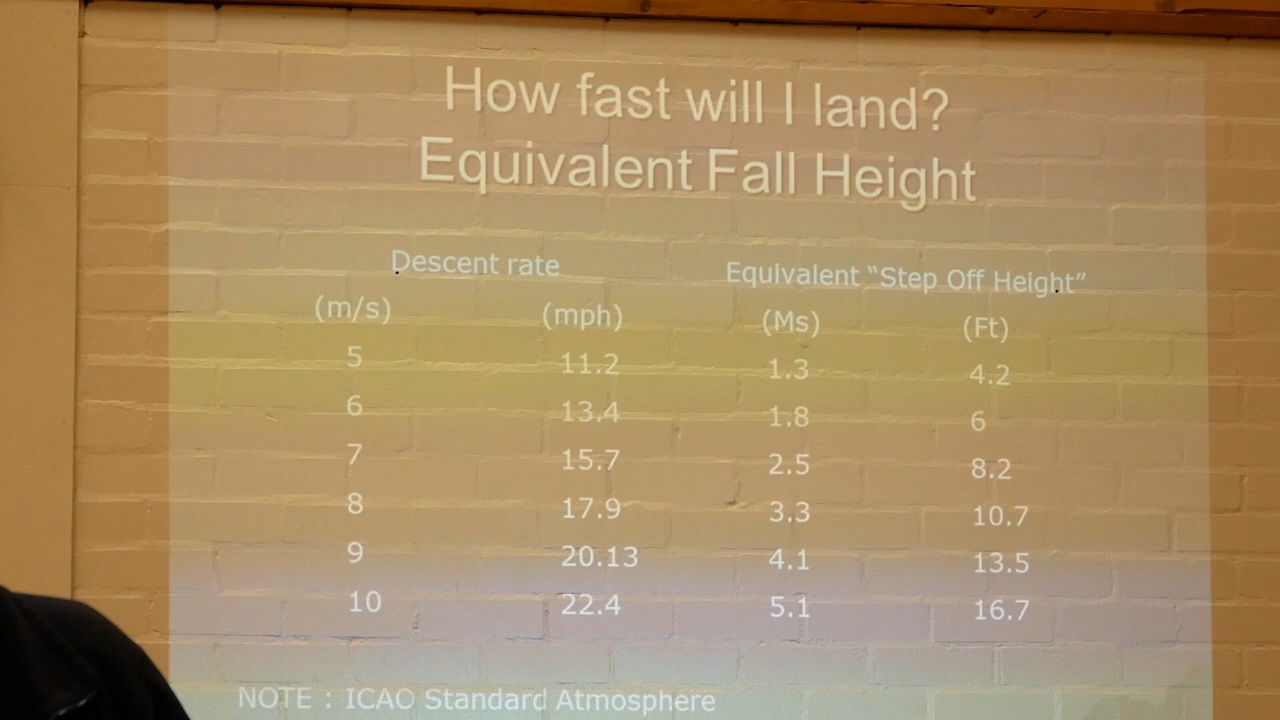 How fast will I land?
Equivalent Fall Height
Descent rate Equivalent “Step Off Height”
(m/s) (mph) (Ms) (Ft)
5 11.2 1.3 4.2
6 13.4 1.8 6
7 15.7 2.5 8.2
8 17.9 3.3 10.7
9 20.13 4.1 13.5
10 22.4 5.1 16.7
NOTE : ICAO Standard Atmosphere